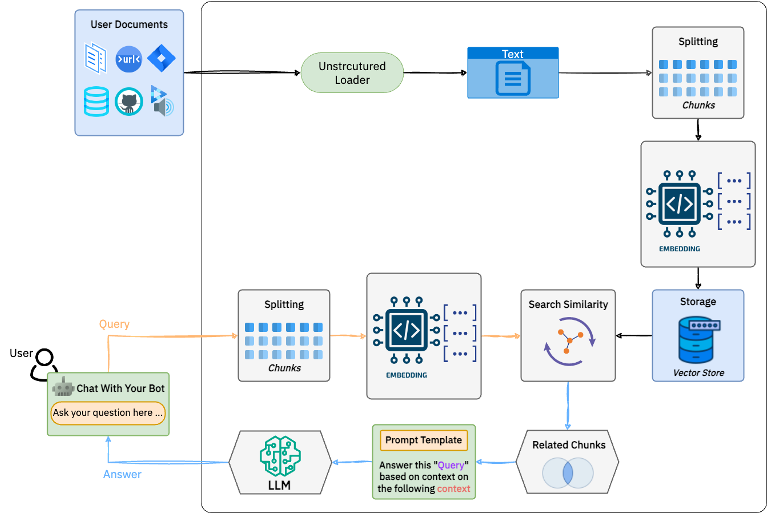 User Documents
>url<
Unstrcutured
Loader
Text
Splitting
Chunks
[...]
[...]
[...]
EMBEDDING
Storage
Vector Store
Search Similarity
[...]
[...]
[...]
EMBEDDING
Splitting
Chunks
Query
User
Chat With Your Bot
Ask your question here ...
Answer
LLM
Prompt Template
Answer this "Query"
based on context on
the following context
Related Chunks